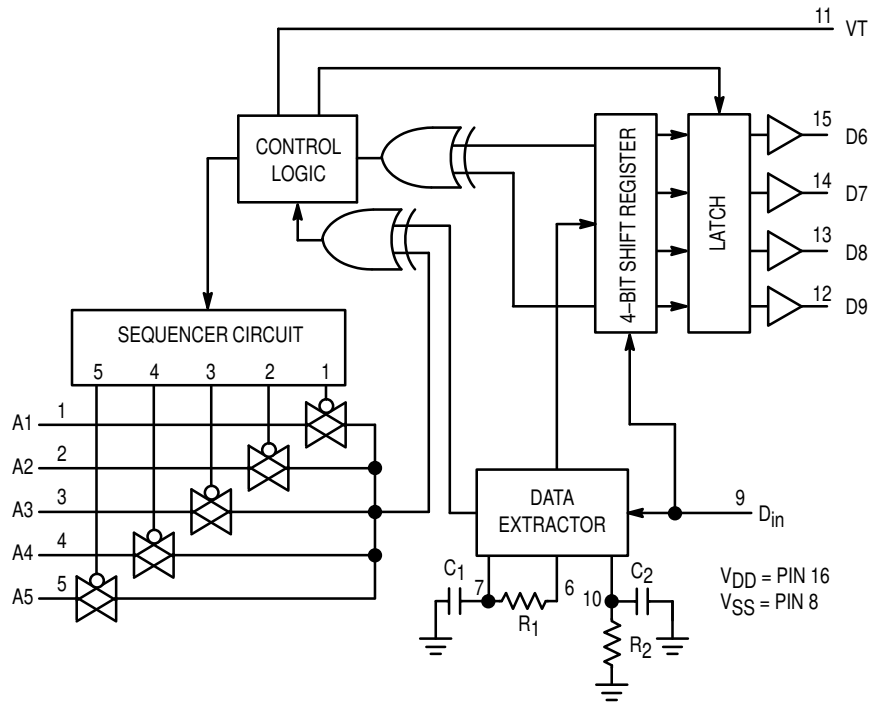 11 VT
CONTROL
LOGIC
4–BIT SHIFT REGISTER
LATCH
15 D6
14 D7
13 D8
12 D9
SEQUENCER CIRCUIT
5 4 3 2 1
A1 1
A2 2
A3 3
A4 4
A5 5
DATA
EXTRACTOR
9 Din
C1 7 R1 6
10 C2 R2
VDD = PIN 16
VSS = PIN 8